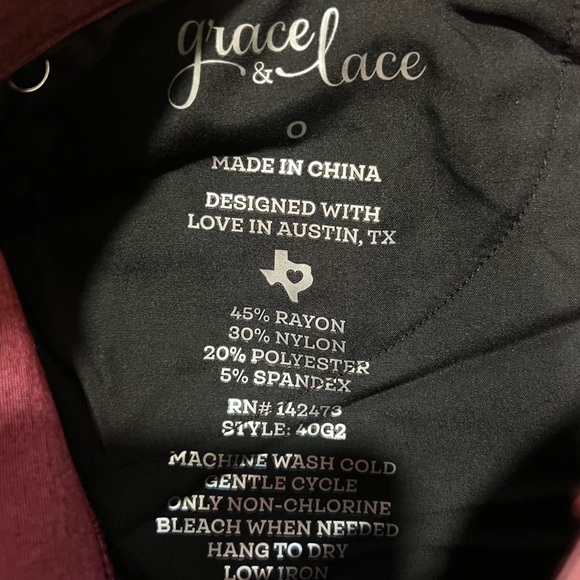 grace
& lace
0
MADE IN CHINA
DESIGNED WITH
LOVE IN AUSTIN, TX
45% RAYON
30% NYLON
20% POLYESTER
5% SPANDEX
RN# 142473
STYLE: 40G2
MACHINE WASH COLD
GENTLE CYCLE
ONLY NON-CHLORINE
BLEACH WHEN NEEDED
HANG TO DRY
LOW IRON